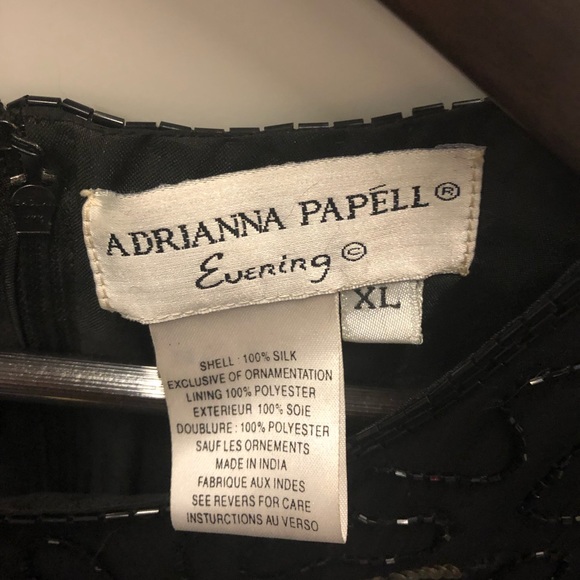 ADRIANNA PAPÉLL®
Evening ©
XL
SHELL : 100% SILK
EXCLUSIVE OF ORNAMENTATION
LINING 100% POLYESTER
EXTERIEUR 100% SOIE
DOUBLURE : 100% POLYESTER
SAUF LES ORNEMENTS
MADE IN INDIA
FABRIQUE AUX INDES
SEE REVERS FOR CARE
INSTURCTIONS AU VERSO